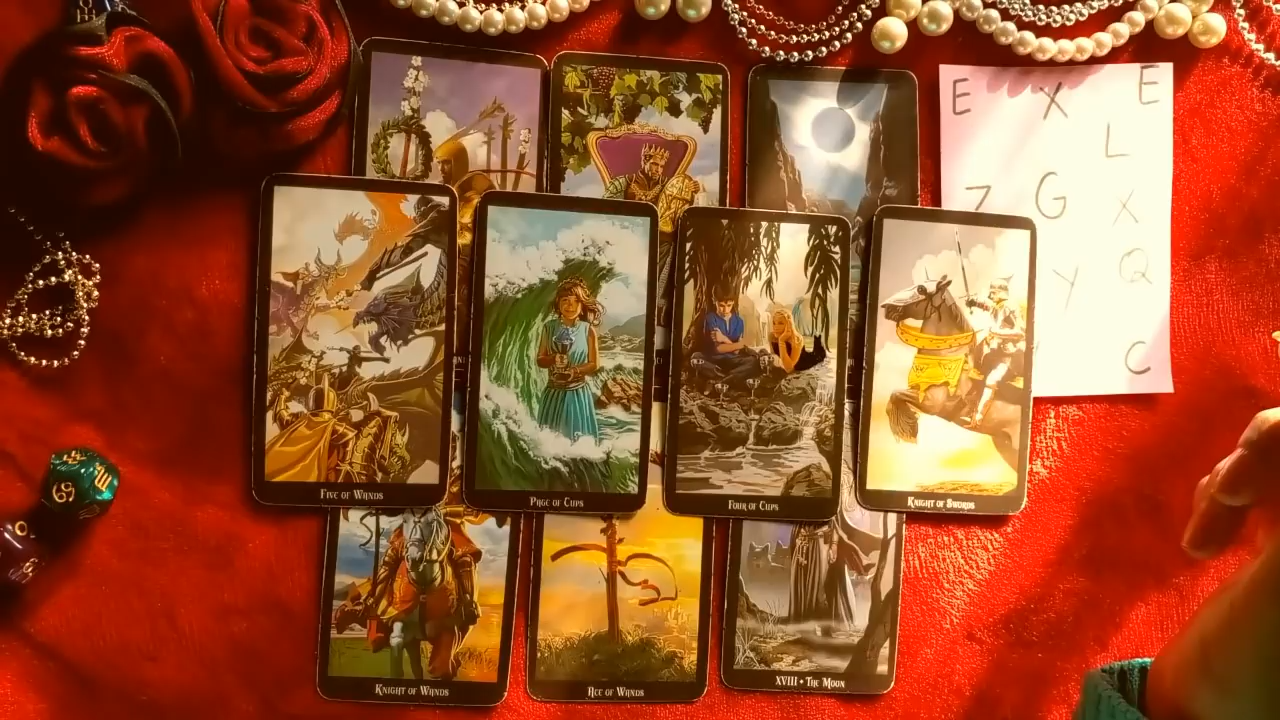 E X E
L
Z G X
Y Q
C
FIVE OF WANDS
PAGE OF CUPS
FOUR OF CUPS
KNIGHT OF SWORDS
KNIGHT OF WANDS
ACE OF WANDS
XVIII • THE MOON